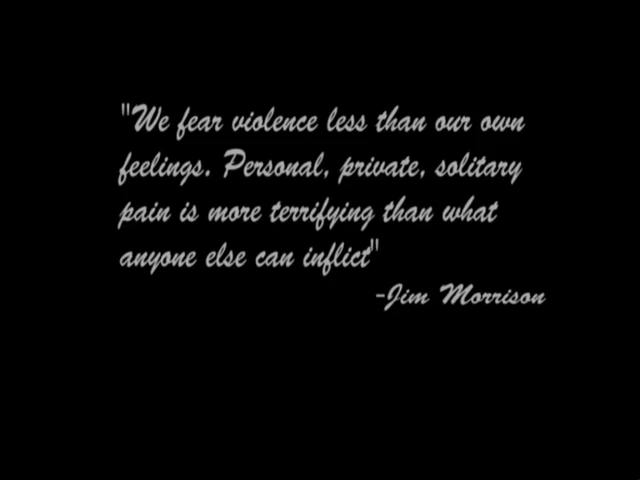 "We fear violence less than our own
feelings. Personal, private, solitary
pain is more terrifying than what
anyone else can inflict"
-Jim Morrison